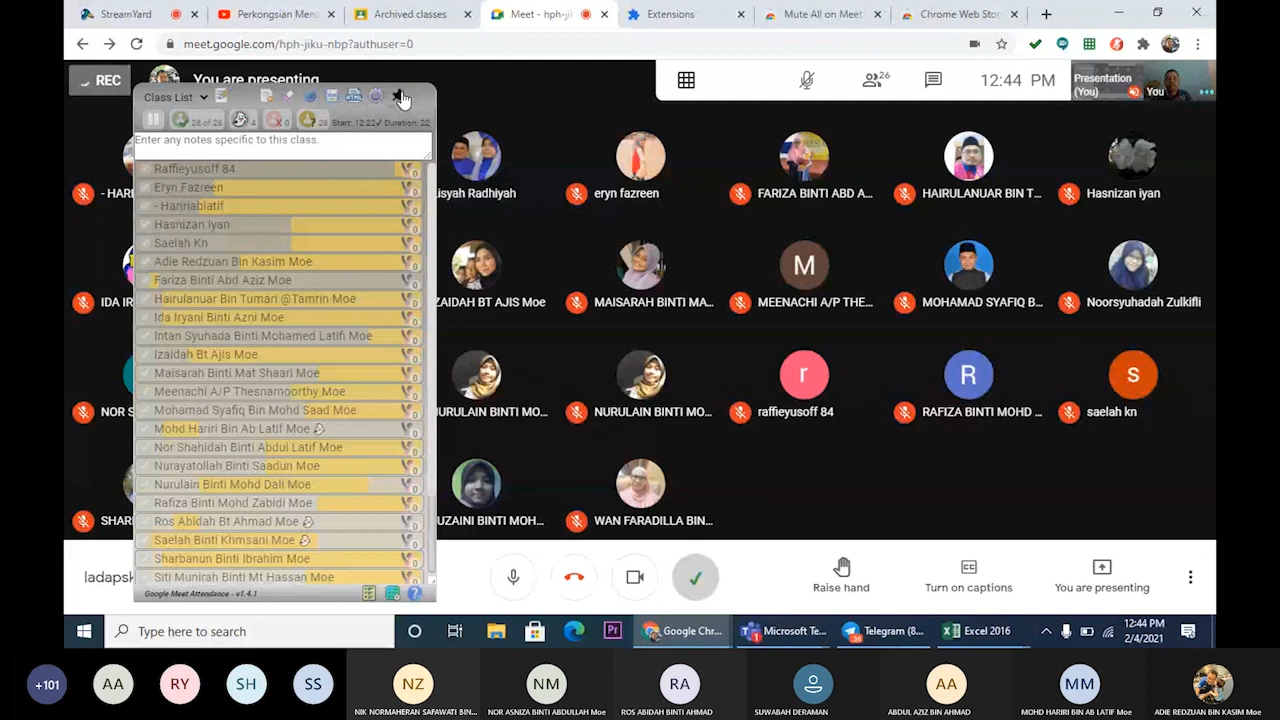 StreamYard
Perkongsian Men
Archived classes
Meet - hph-ji
Extensions
Mute All on Meet
Chrome Web Sto
meet.google.com/hph-jiku-nbp?authuser=0
REC
You are presenting
26
12:44 PM
Presentation
(You)
You
Class List
28 of 28
4
0
28
Start: 12:22
Duration: 22
Enter any notes specific to this class.
Raffieyusoff 84
Eryn Fazreen
- Haririablatif
Hasnizan Iyan
Saelah Kn
Adie Redzuan Bin Kasim Moe
Fariza Binti Abd Aziz Moe
Hairulanuar Bin Tumari @Tamrin Moe
Ida Iryani Binti Azni Moe
Intan Syuhada Binti Mohamed Latifi Moe
Izaidah Bt Ajis Moe
Maisarah Binti Mat Shaari Moe
Meenachi A/P Thesnamoorthy Moe
Mohamad Syafiq Bin Mohd Saad Moe
Mohd Hariri Bin Ab Latif Moe
Nor Shahidah Binti Abdul Latif Moe
Nurayatollah Binti Saadun Moe
Nurulain Binti Mohd Dali Moe
Rafiza Binti Mohd Zabidi Moe
Ros Abidah Bt Ahmad Moe
Saelah Binti Khmsani Moe
Sharbanun Binti Ibrahim Moe
Siti Munirah Binti Mt Hassan Moe
Google Meet Attendance - v1.4.1
- HARI
isyah Radhiyah
eryn fazreen
FARIZA BINTI ABD A...
HAIRULANUAR BIN T...
Hasnizan iyan
IDA IR
ZAIDAH BT AJIS Moe
MAISARAH BINTI MA...
M
MEENACHI A/P THE...
MOHAMAD SYAFIQ B...
Noorsyuhadah Zulkifli
NOR S
NURULAIN BINTI MO...
NURULAIN BINTI MO...
r
raffieyusoff 84
R
RAFIZA BINTI MOHD ...
s
saelah kn
SHAR
UZAINI BINTI MOH...
WAN FARADILLA BIN...
ladapsk
Raise hand
Turn on captions
You are presenting
Type here to search
Google Chr...
Microsoft Te...
Telegram (8...
Excel 2016
12:44 PM
2/4/2021
+101
AA
RY
SH
SS
NZ
NIK NORMAHERAN SAFAWATI BIN...
NM
NOR ASNIZA BINTI ABDULLAH Moe
RA
ROS ABIDAH BINTI AHMAD
SUWABAH DERAMAN
AA
ABDUL AZIZ BIN AHMAD
MM
MOHD HARIRI BIN AB LATIF Moe
ADIE REDZUAN BIN KASIM Moe